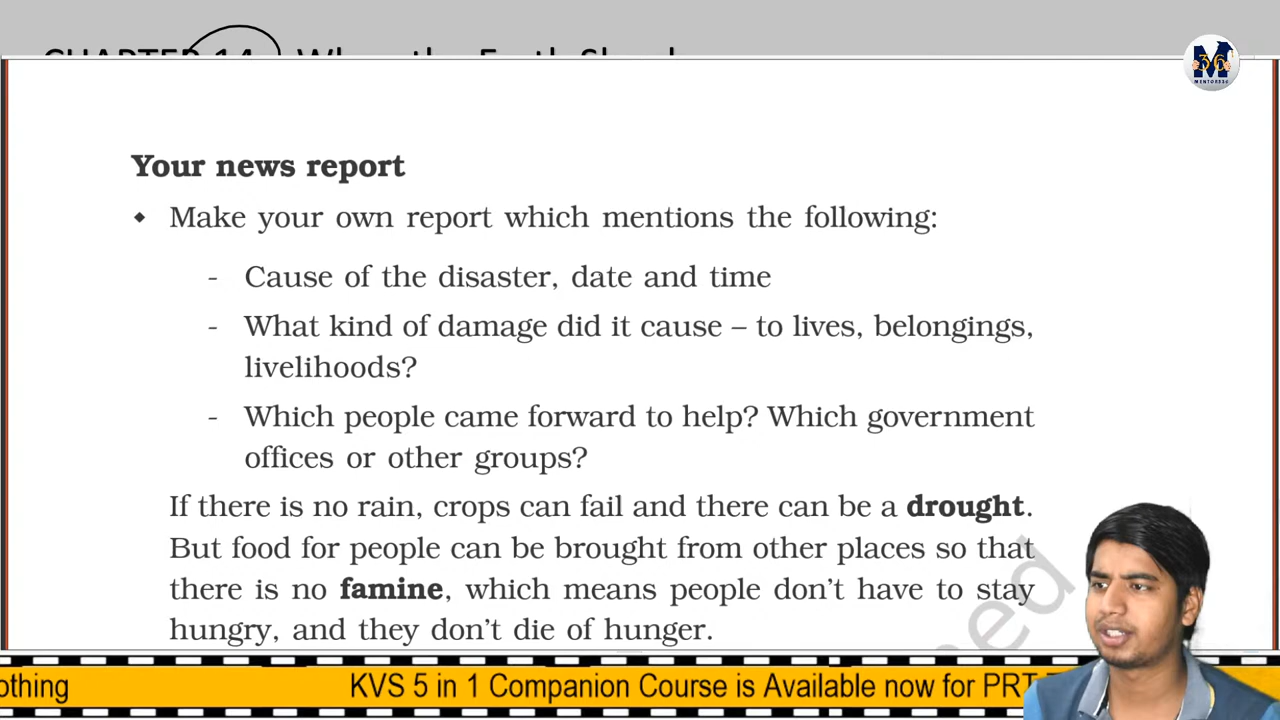 CHAPTER 14
M
36
MENTORS36
Your news report
◆ Make your own report which mentions the following:
- Cause of the disaster, date and time
- What kind of damage did it cause – to lives, belongings,
livelihoods?
- Which people came forward to help? Which government
offices or other groups?
If there is no rain, crops can fail and there can be a drought.
But food for people can be brought from other places so that
there is no famine, which means people don't have to stay
hungry, and they don't die of hunger.
othing KVS 5 in 1 Companion Course is Available now for PRT